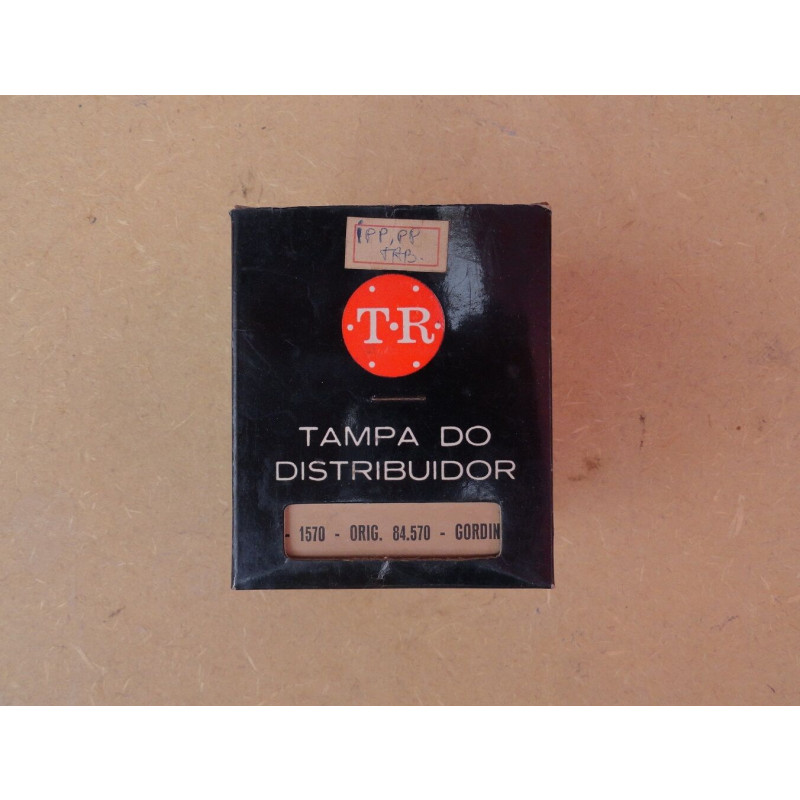 T·R
TAMPA DO
DISTRIBUIDOR
- 1570 - ORIG. 84.570 - GORDIN